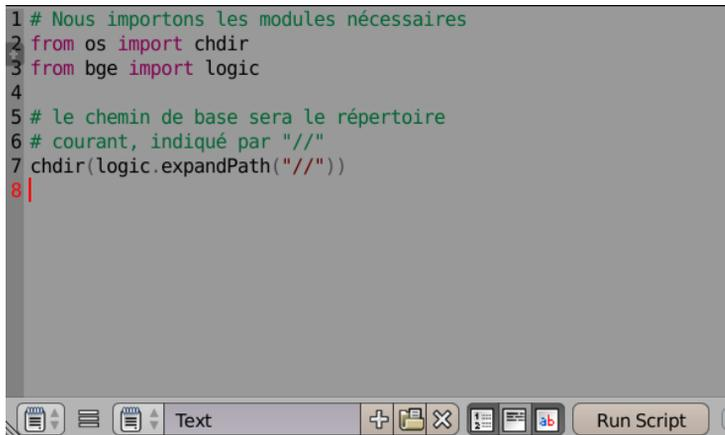 1 # Nous importons les modules nécessaires
2 from os import chdir
3 from bge import logic
4
5 # le chemin de base sera le répertoire
6 # courant, indiqué par "//"
7 chdir(logic.expandPath("//"))
8
Text Run Script